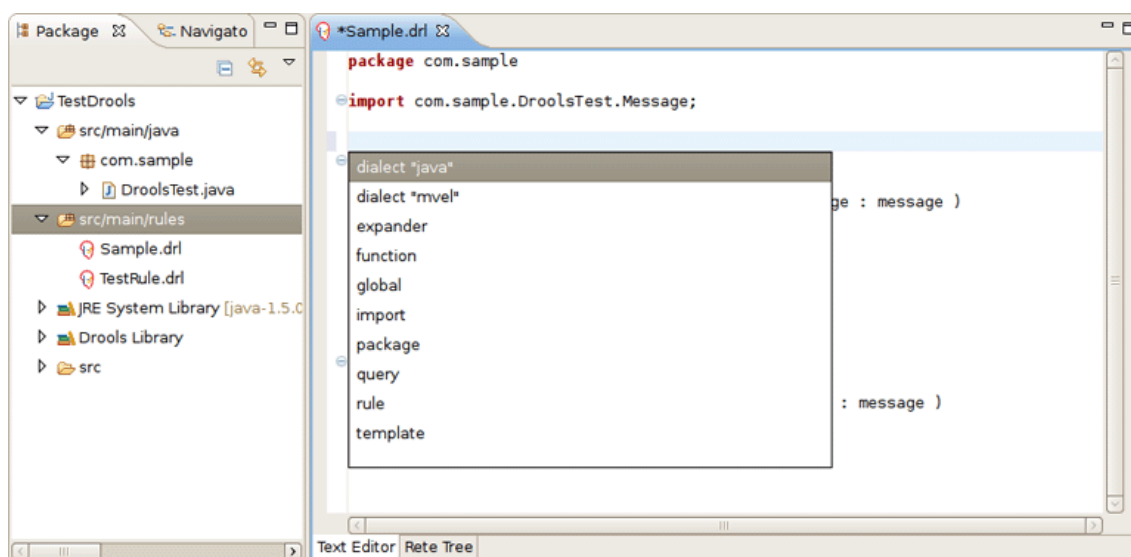 Package
Navigato
TestDrools
src/main/java
com.sample
DroolsTest.java
src/main/rules
Sample.drl
TestRule.drl
JRE System Library [java-1.5.0
Drools Library
src
*Sample.drl
package com.sample
import com.sample.DroolsTest.Message;
dialect "java"
dialect "mvel"
ge : message )
expander
function
global
import
package
query
rule
: message )
template
Text Editor
Rete Tree